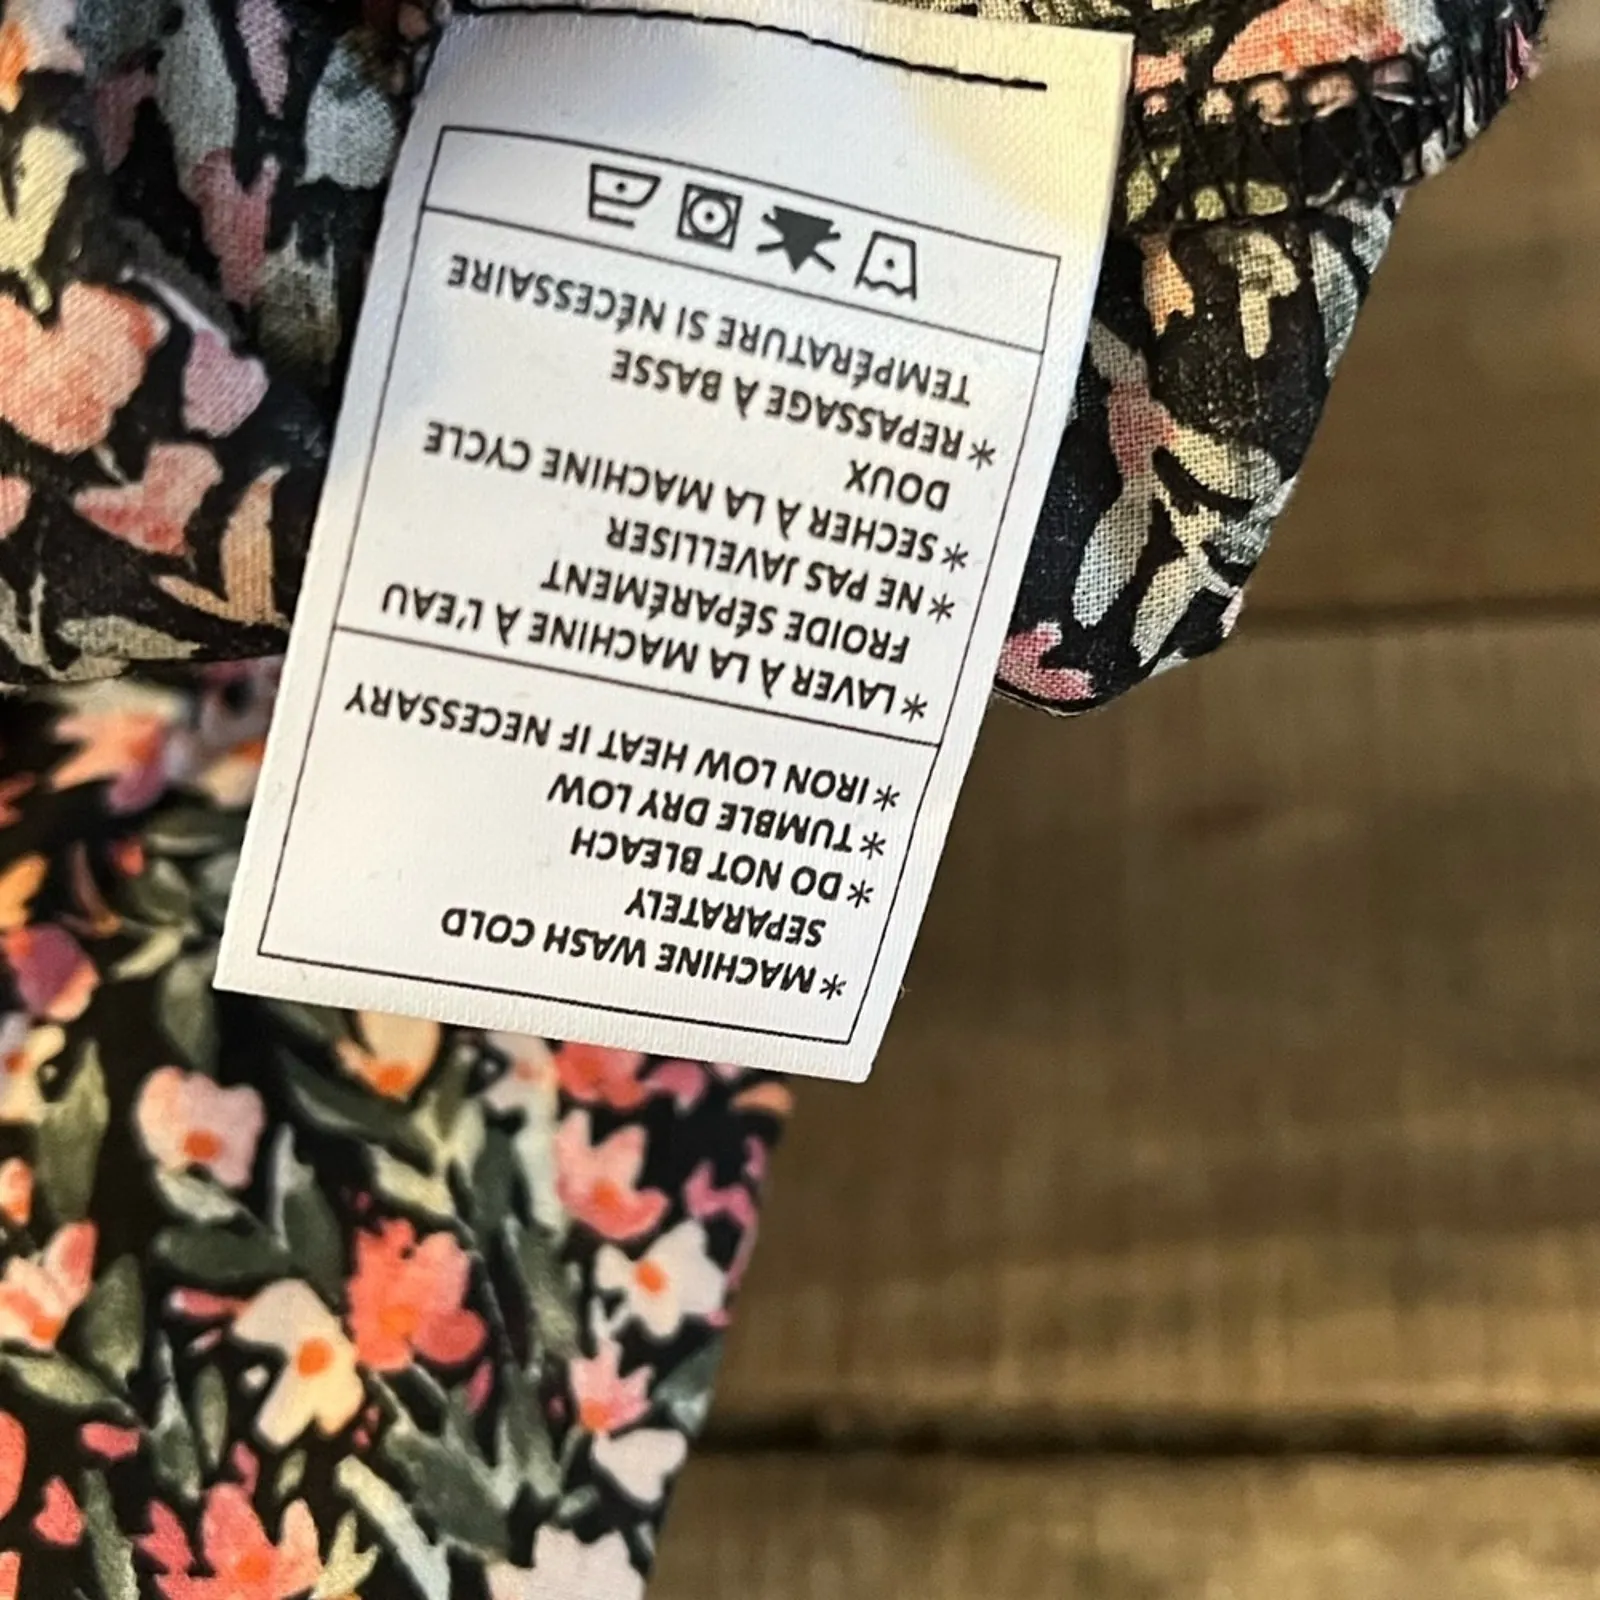 * MACHINE WASH COLD
SEPARATELY
* DO NOT BLEACH
* TUMBLE DRY LOW
* IRON LOW HEAT IF NECESSARY
* LAVER À LA MACHINE À L'EAU
FROIDE SÉPARÉMENT
* NE PAS JAVELLISER
* SECHER À LA MACHINE CYCLE
DOUX
* REPASSAGE À BASSE
TEMPÉRATURE SI NÉCESSAIRE